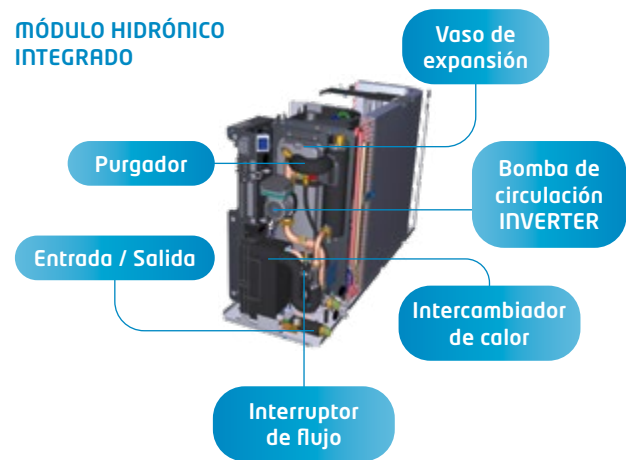 MÓDULO HIDRÓNICO
INTEGRADO
Vaso de
expansión
Purgador
Bomba de
circulación
INVERTER
Entrada / Salida
Intercambiador
de calor
Interruptor
de flujo